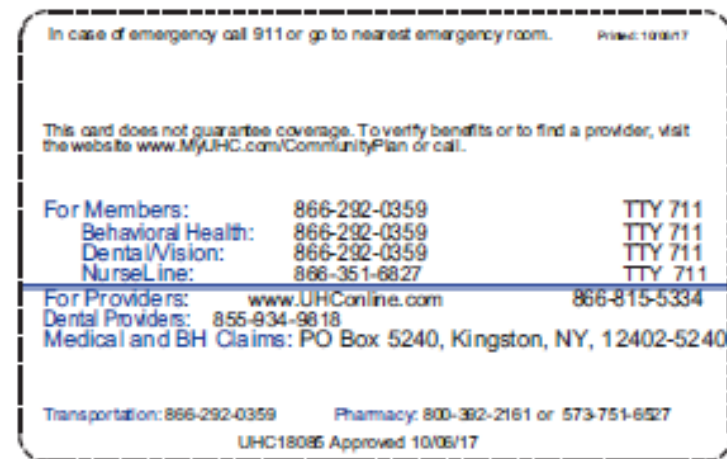 In case of emergency call 911 or go to nearest emergency room. Printed: 10/06/17
This card does not guarantee coverage. To verify benefits or to find a provider, visit
the website www.MyUHC.com/CommunityPlan or call.
For Members: 866-292-0359 TTY 711
Behavioral Health: 866-292-0359 TTY 711
Dental/Vision: 866-292-0359 TTY 711
NurseLine: 866-351-6827 TTY 711
For Providers: www.UHConline.com 866-815-5334
Dental Providers: 855-934-9818
Medical and BH Claims: PO Box 5240, Kingston, NY, 12402-5240
Transportation: 866-292-0359 Pharmacy: 800-392-2161 or 573-751-6527
UHC18085 Approved 10/06/17